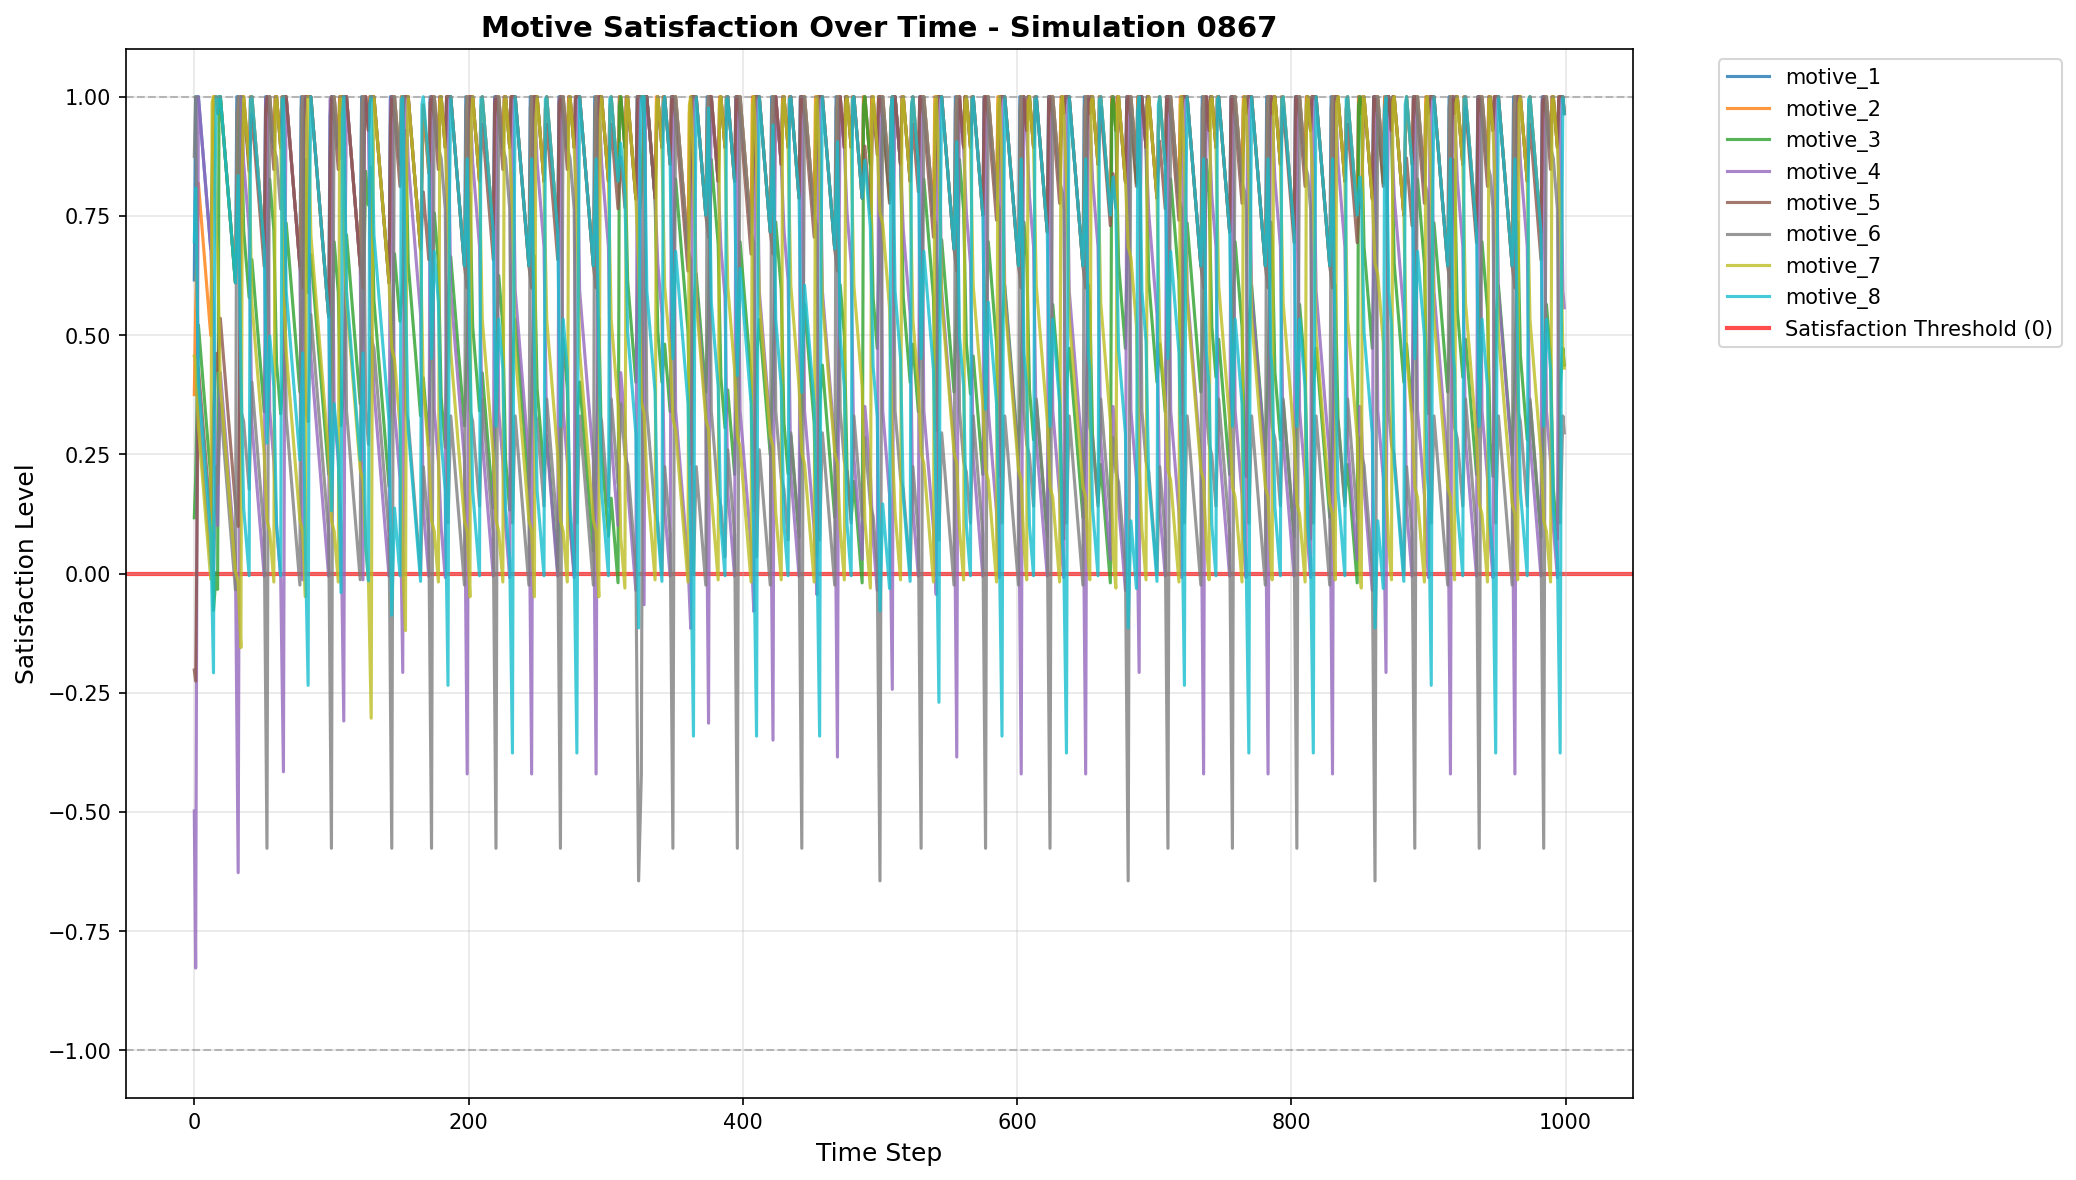 Motive Satisfaction Over Time - Simulation 0867
1.00
0.75
0.50
0.25
0.00
−0.25
−0.50
−0.75
−1.00
Satisfaction Level
0 200 400 600 800 1000
Time Step
motive_1
motive_2
motive_3
motive_4
motive_5
motive_6
motive_7
motive_8
Satisfaction Threshold (0)